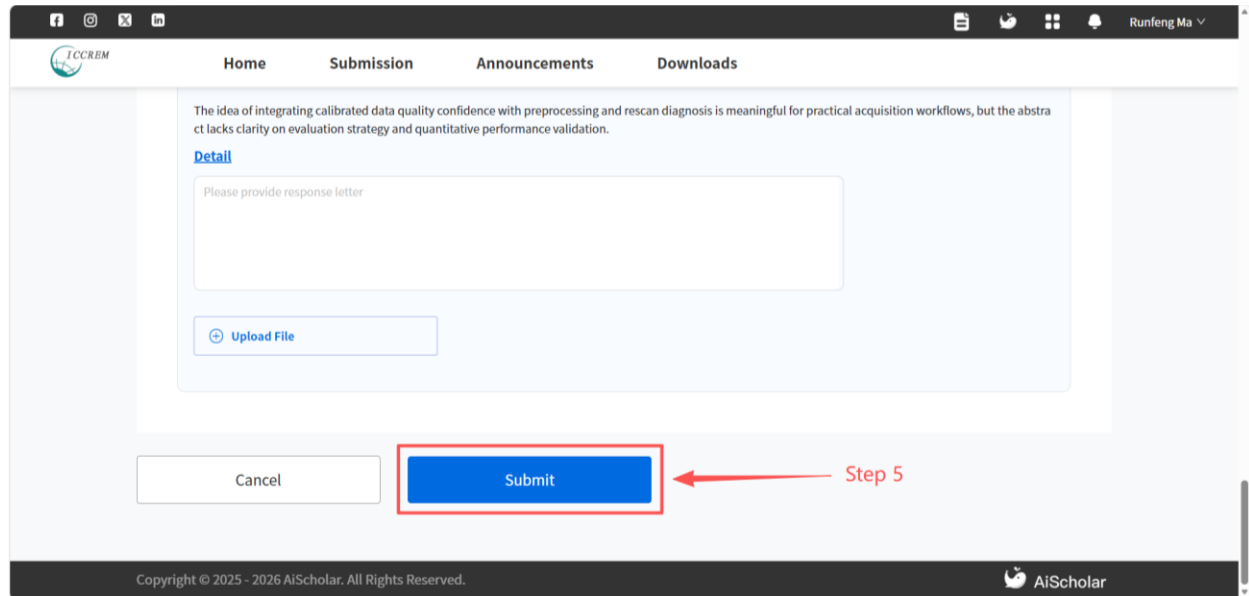 Runfeng Ma
ICCREM
Home Submission Announcements Downloads
The idea of integrating calibrated data quality confidence with preprocessing and rescan diagnosis is meaningful for practical acquisition workflows, but the abstra
ct lacks clarity on evaluation strategy and quantitative performance validation.
Detail
Please provide response letter
Upload File
Cancel
Submit
Step 5
Copyright © 2025 - 2026 AiScholar. All Rights Reserved.
AiScholar